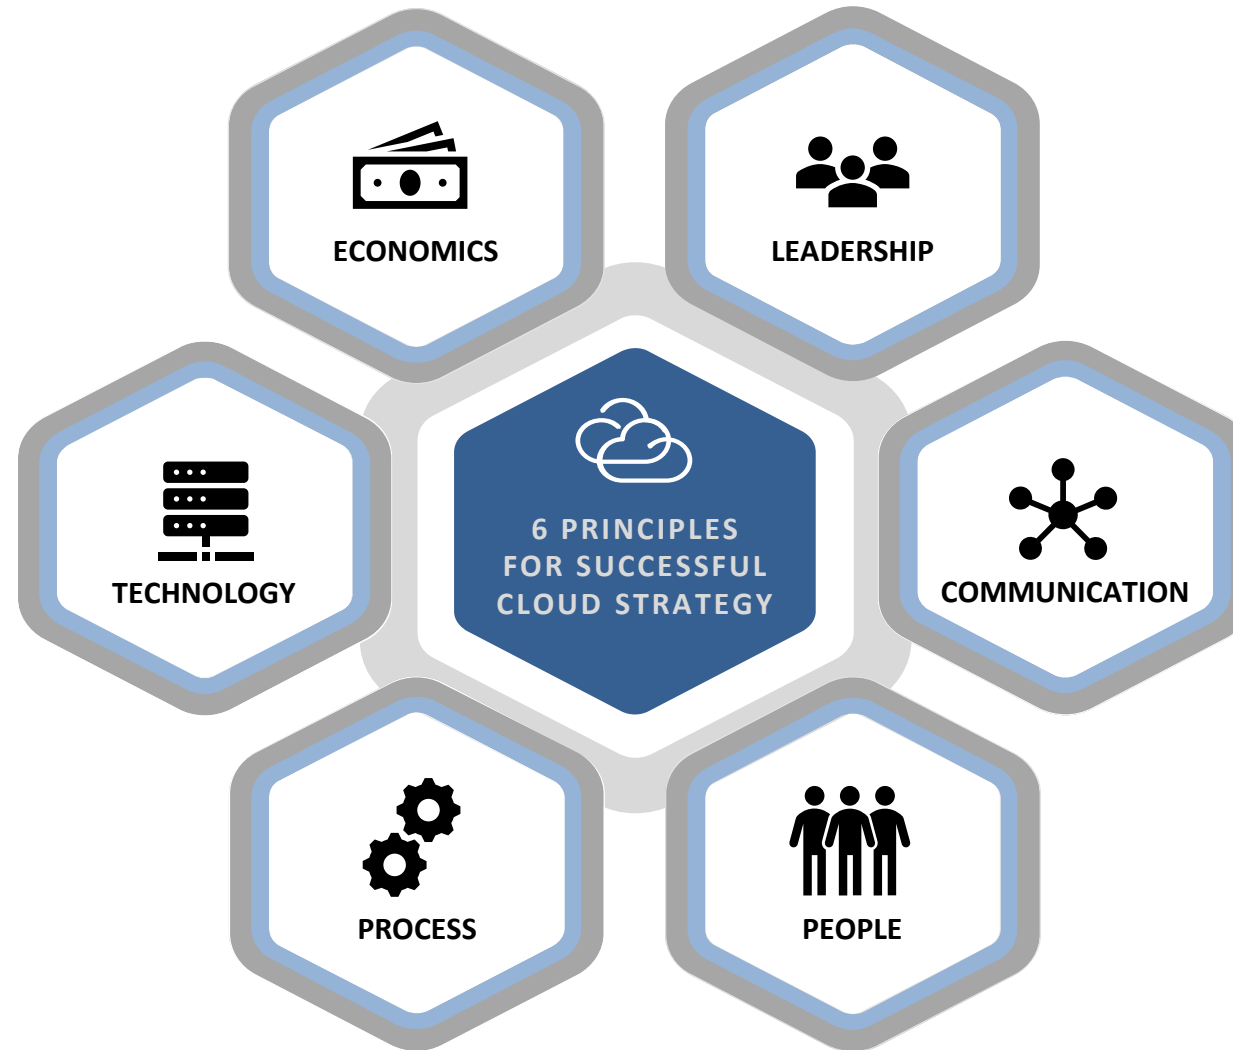 ECONOMICS
LEADERSHIP
6 PRINCIPLES
FOR SUCCESSFUL
CLOUD STRATEGY
TECHNOLOGY
COMMUNICATION
PROCESS
PEOPLE